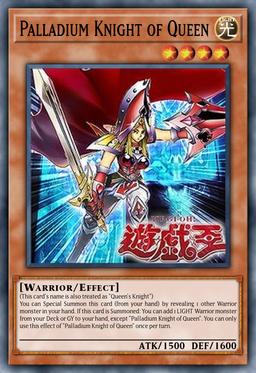 PALLADIUM KNIGHT OF QUEEN
光
YU-GI-OH!
遊戯王
[WARRIOR/EFFECT]
(This card's name is also treated as "Queen's Knight")
You can Special Summon this card (from your hand) by revealing 1 other Warrior
monster in your hand. If this card is Summoned: You can add 1 LIGHT Warrior monster
from your Deck or GY to your hand, except "Palladium Knight of Queen". You can only
use this effect of "Palladium Knight of Queen" once per turn.
ATK/1500 DEF/1600